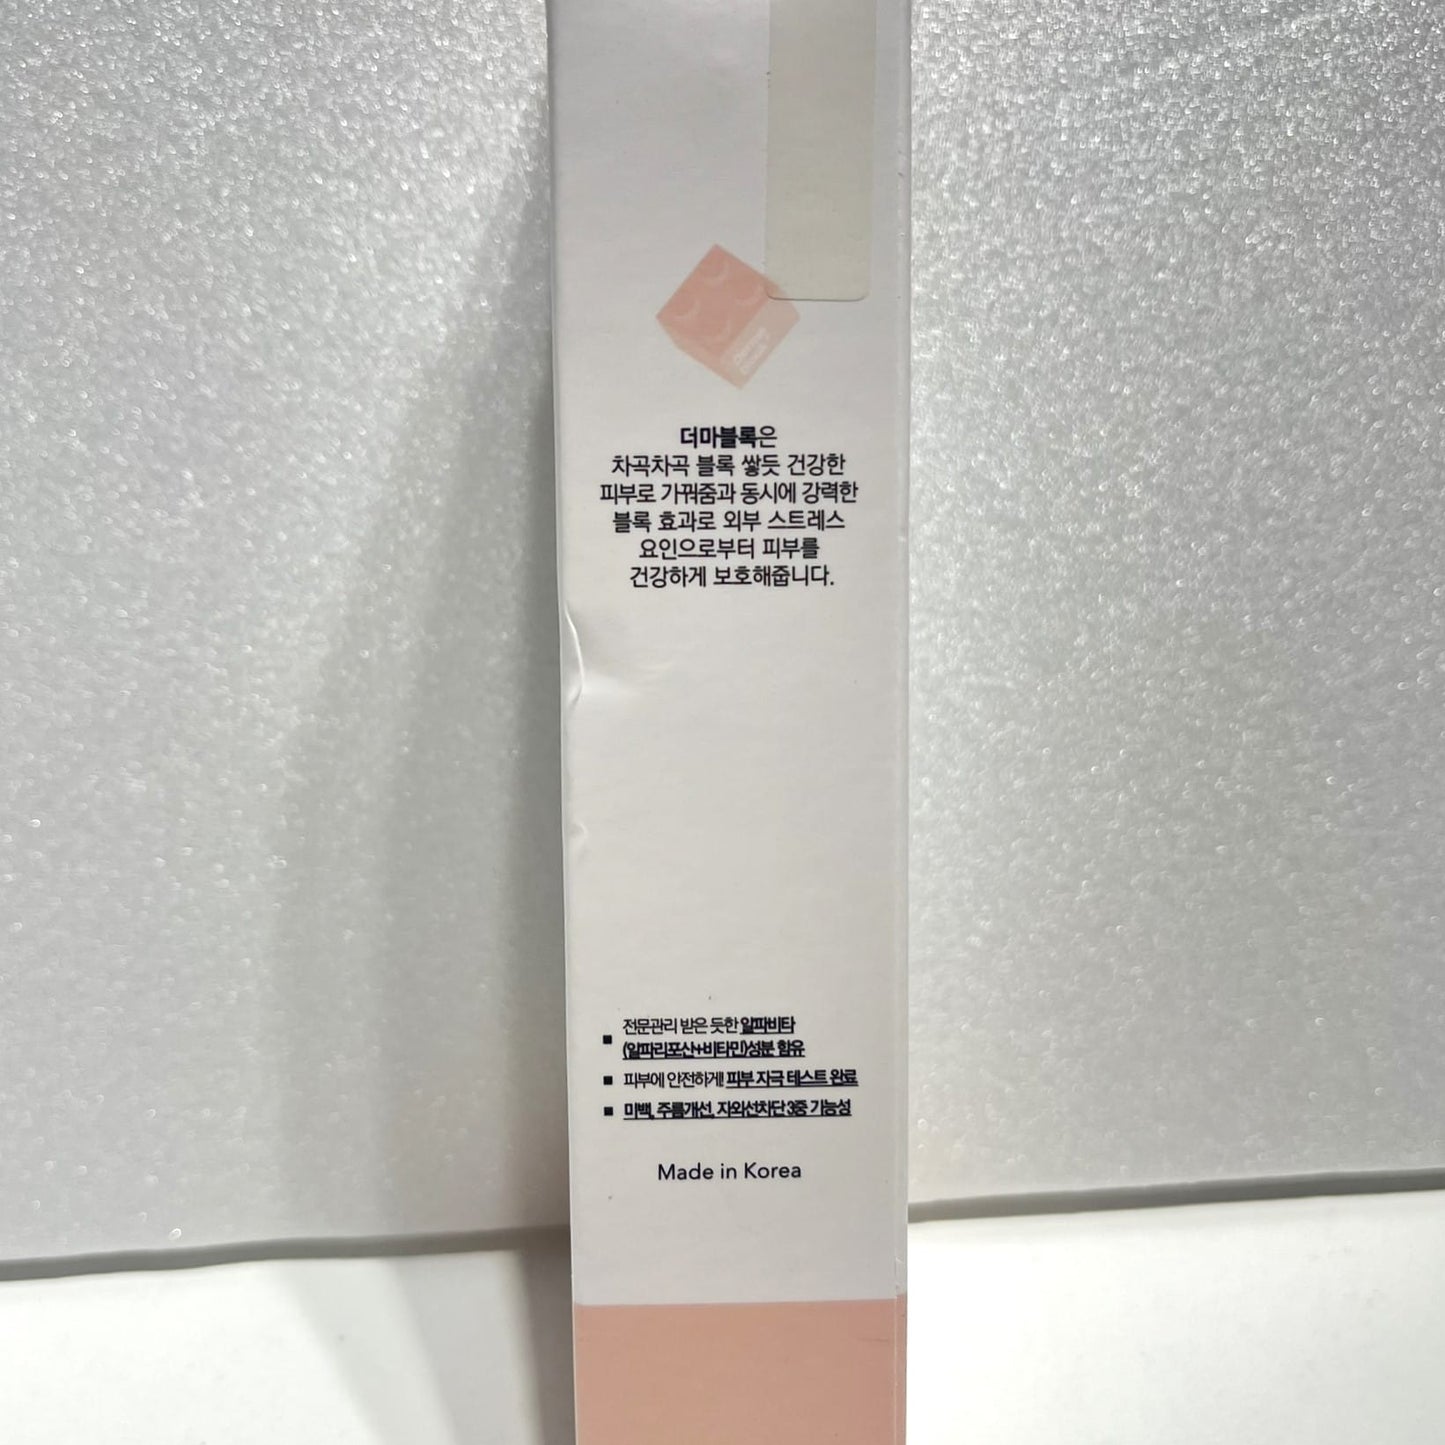 Derma
Block
더마블록은
차곡차곡 블록 쌓듯 건강한
피부로 가꿔줌과 동시에 강력한
블록 효과로 외부 스트레스
요인으로부터 피부를
건강하게 보호해줍니다.
▪ 전문관리 받은 듯한 알파비타
(알파리포산+비타민)성분 함유
▪ 피부에 안전하게! 피부 자극 테스트 완료
▪ 미백, 주름개선, 자외선차단 3중 기능성
Made in Korea